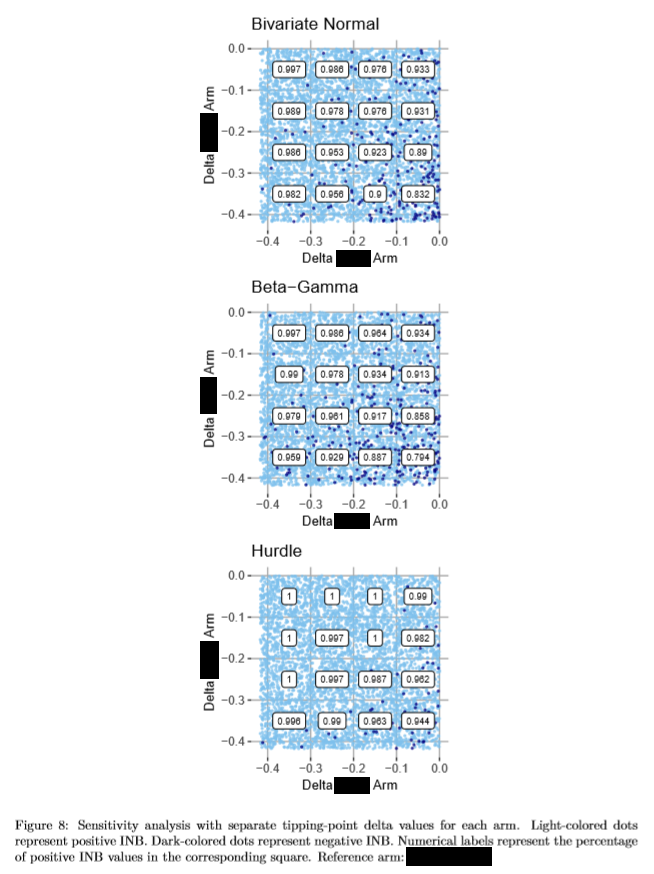 Bivariate Normal
0.0
0.997 0.986 0.976 0.933
−0.1
0.989 0.978 0.976 0.931
−0.2
0.986 0.953 0.923 0.89
−0.3
0.982 0.956 0.9 0.832
−0.4
Delta Arm
−0.4 −0.3 −0.2 −0.1 0.0
Delta Arm
Beta−Gamma
0.0
0.997 0.986 0.964 0.934
−0.1
0.99 0.978 0.934 0.913
−0.2
0.979 0.961 0.917 0.858
−0.3
0.959 0.929 0.887 0.794
−0.4
Delta Arm
−0.4 −0.3 −0.2 −0.1 0.0
Delta Arm
Hurdle
0.0
1 1 1 0.99
−0.1
1 0.997 1 0.982
−0.2
1 0.997 0.987 0.962
−0.3
0.996 0.99 0.963 0.944
−0.4
Delta Arm
−0.4 −0.3 −0.2 −0.1 0.0
Delta Arm
Figure 8: Sensitivity analysis with separate tipping-point delta values for each arm. Light-colored dots
represent positive INB. Dark-colored dots represent negative INB. Numerical labels represent the percentage
of positive INB values in the corresponding square. Reference arm: